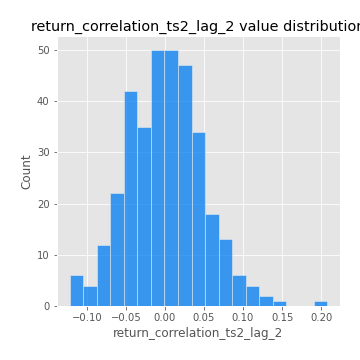 return_correlation_ts2_lag_2 value distribution
50
40
30
20
10
0
Count
−0.10 −0.05 0.00 0.05 0.10 0.15 0.20
return_correlation_ts2_lag_2